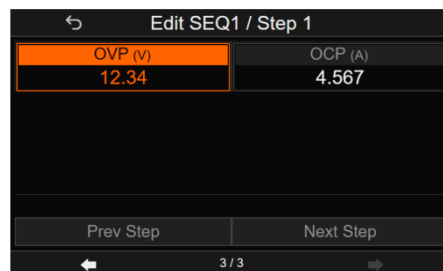 Edit SEQ1 / Step 1
OVP (V) OCP (A)
12.34 4.567
Prev Step Next Step
3 / 3